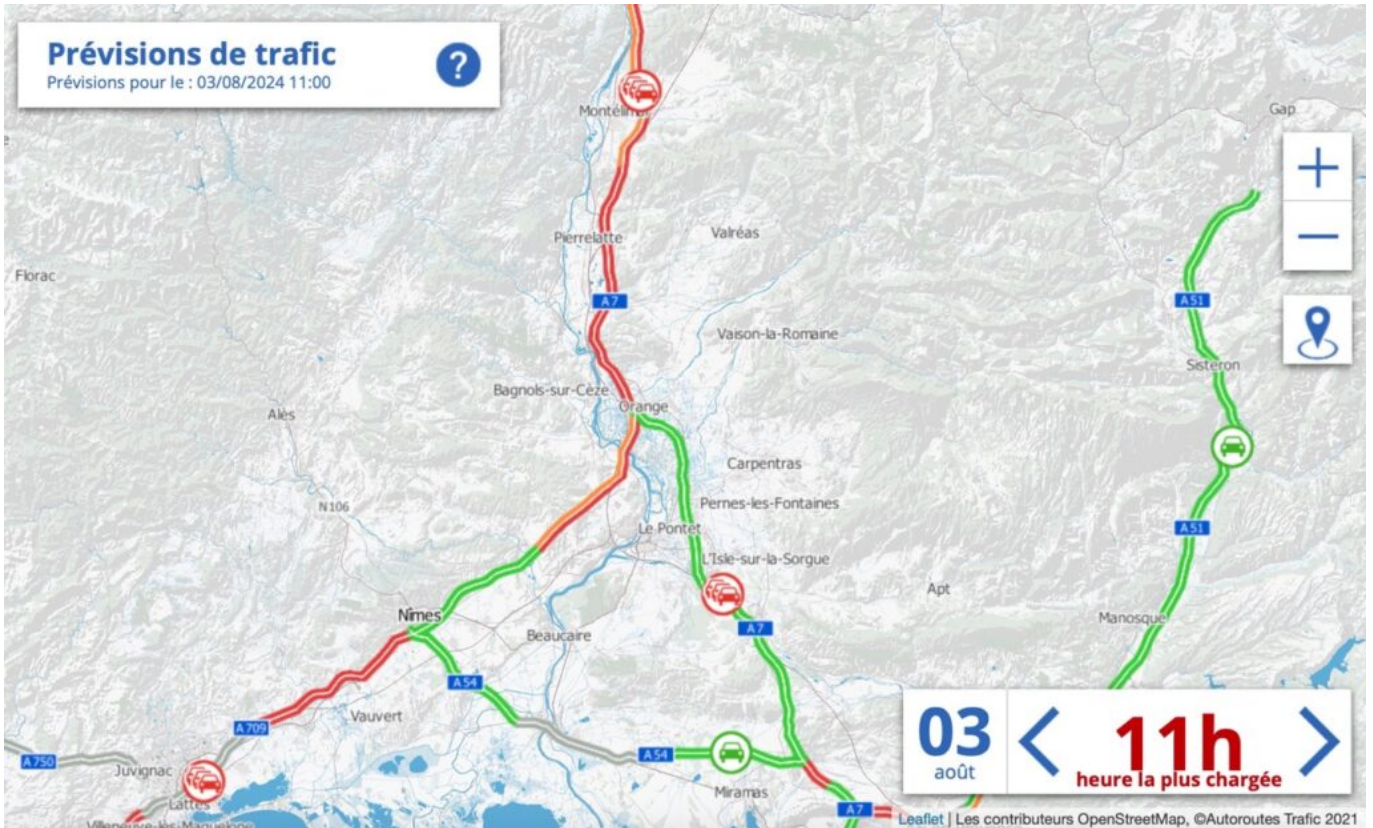 Prévisions de trafic
Prévisions pour le : 03/08/2024 11:00
?
Gap
+
Pierrelatte
Valréas
−
Florac
A7
A51
Vaison-la-Romaine
Sisteron
Bagnols-sur-Cèze
Orange
Alès
Carpentras
N106
Pernes-les-Fontaines
Le Pontet
A51
L'Isle-sur-la-Sorgue
Apt
Nîmes
Manosque
A7
Beaucaire
A54
Vauvert
A709
03
août
11h
heure la plus chargée
A54
A750
Juvignac
Miramas
Lattes
A7
Leaflet | Les contributeurs OpenStreetMap, ©Autoroutes Trafic 2021